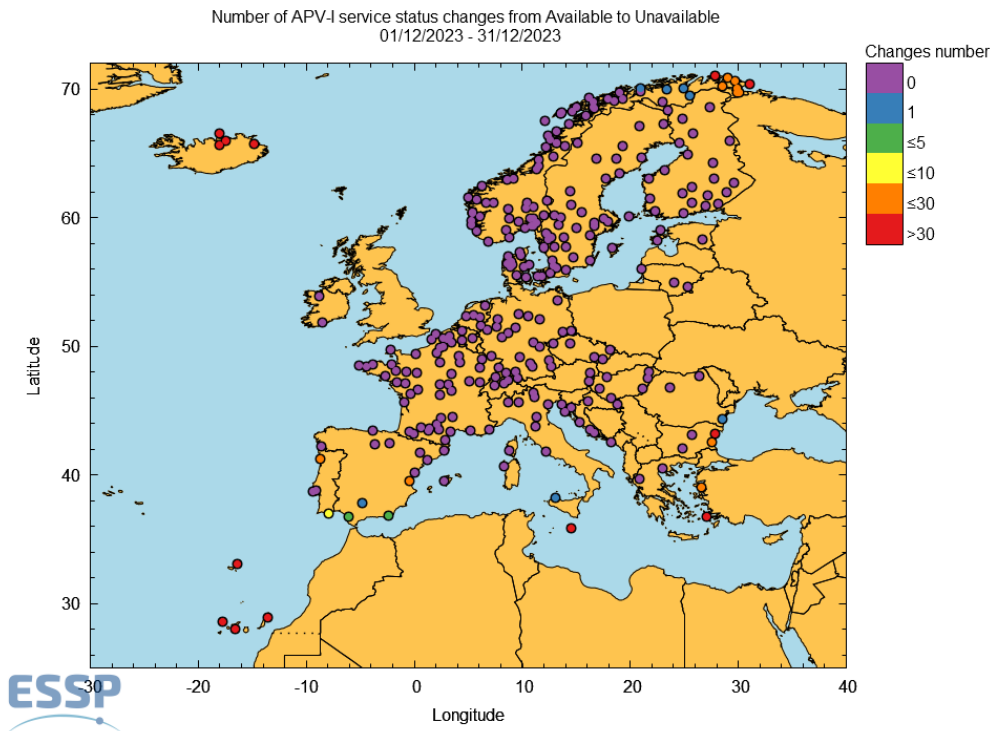 Number of APV-I service status changes from Available to Unavailable
01/12/2023 - 31/12/2023
Changes number
0
1
≤5
≤10
≤30
>30
70
60
50
40
30
Latitude
-30 -20 -10 0 10 20 30 40
Longitude
ESSP